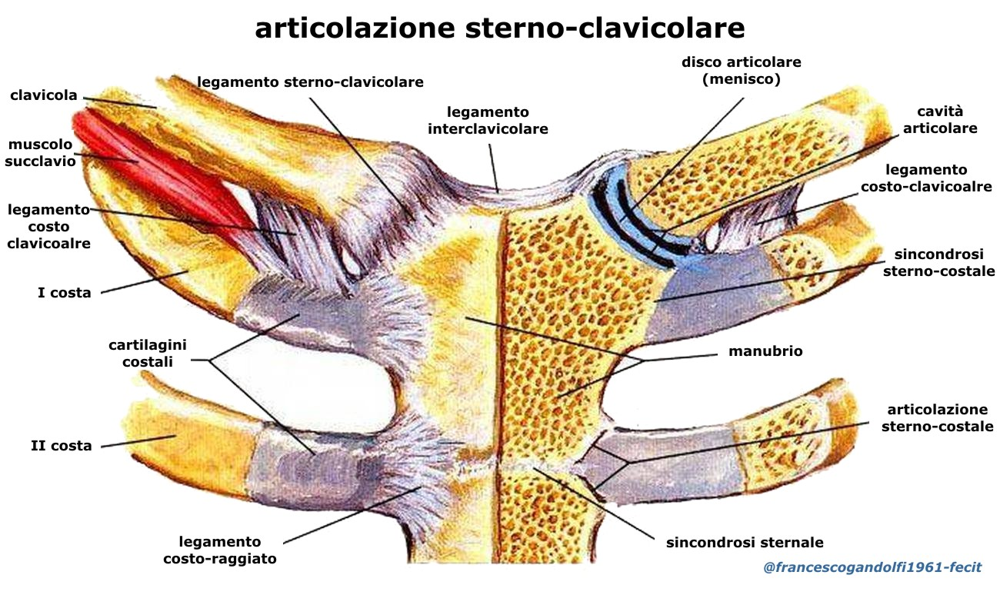 articolazione sterno-clavicolare
disco articolare
(menisco)
legamento sterno-clavicolare
clavicola
legamento
interclavicolare
cavità
articolare
muscolo
succlavio
legamento
costo-clavicoalre
legamento
costo
clavicoalre
sincondrosi
sterno-costale
I costa
cartilagini
costali
manubrio
articolazione
sterno-costale
II costa
legamento
costo-raggiato
sincondrosi sternale
@francescogandolfi1961-fecit